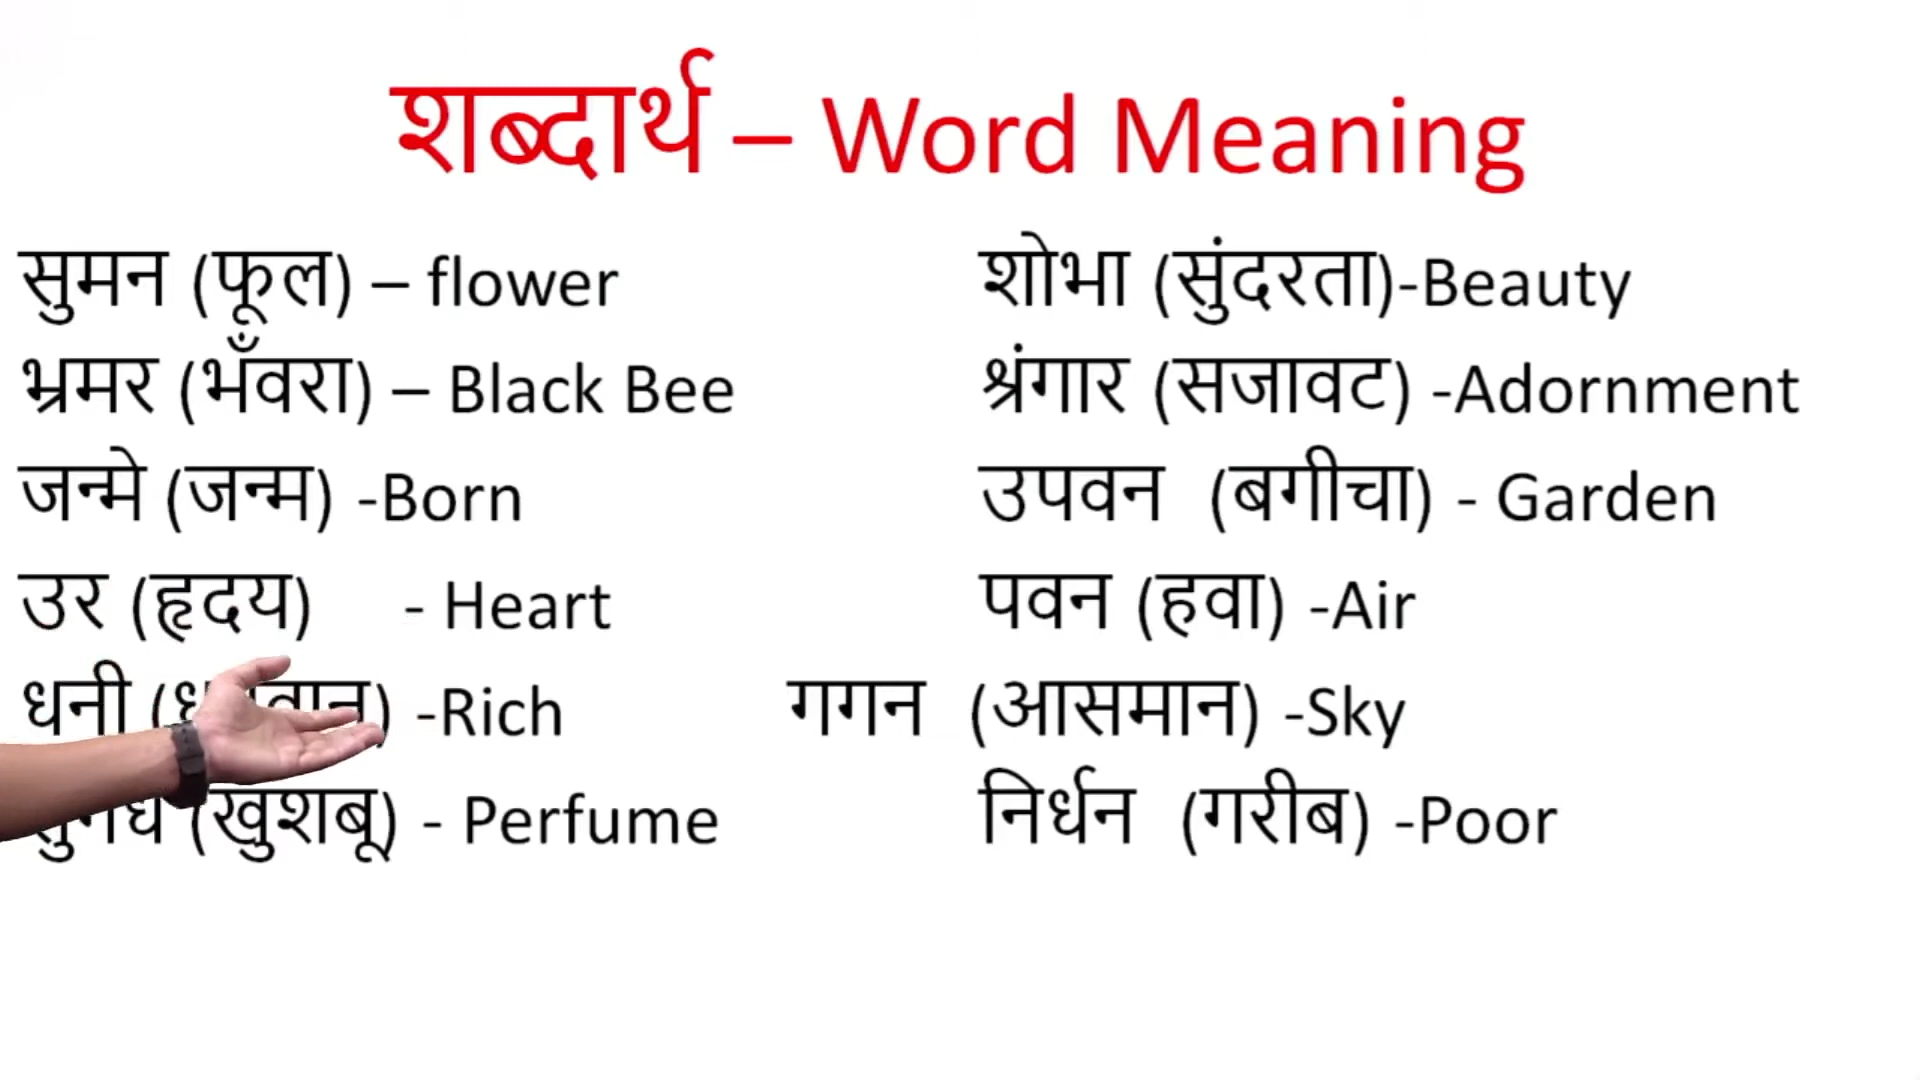 शब्दार्थ – Word Meaning
सुमन (फूल) – flower
भ्रमर (भँवरा) – Black Bee
जन्मे (जन्म) -Born
उर (हृदय) - Heart
धनी -Rich
(खुशबू) - Perfume
शोभा (सुंदरता)-Beauty
श्रंगार (सजावट) -Adornment
उपवन (बगीचा) - Garden
पवन (हवा) -Air
गगन (आसमान) -Sky
निर्धन (गरीब) -Poor